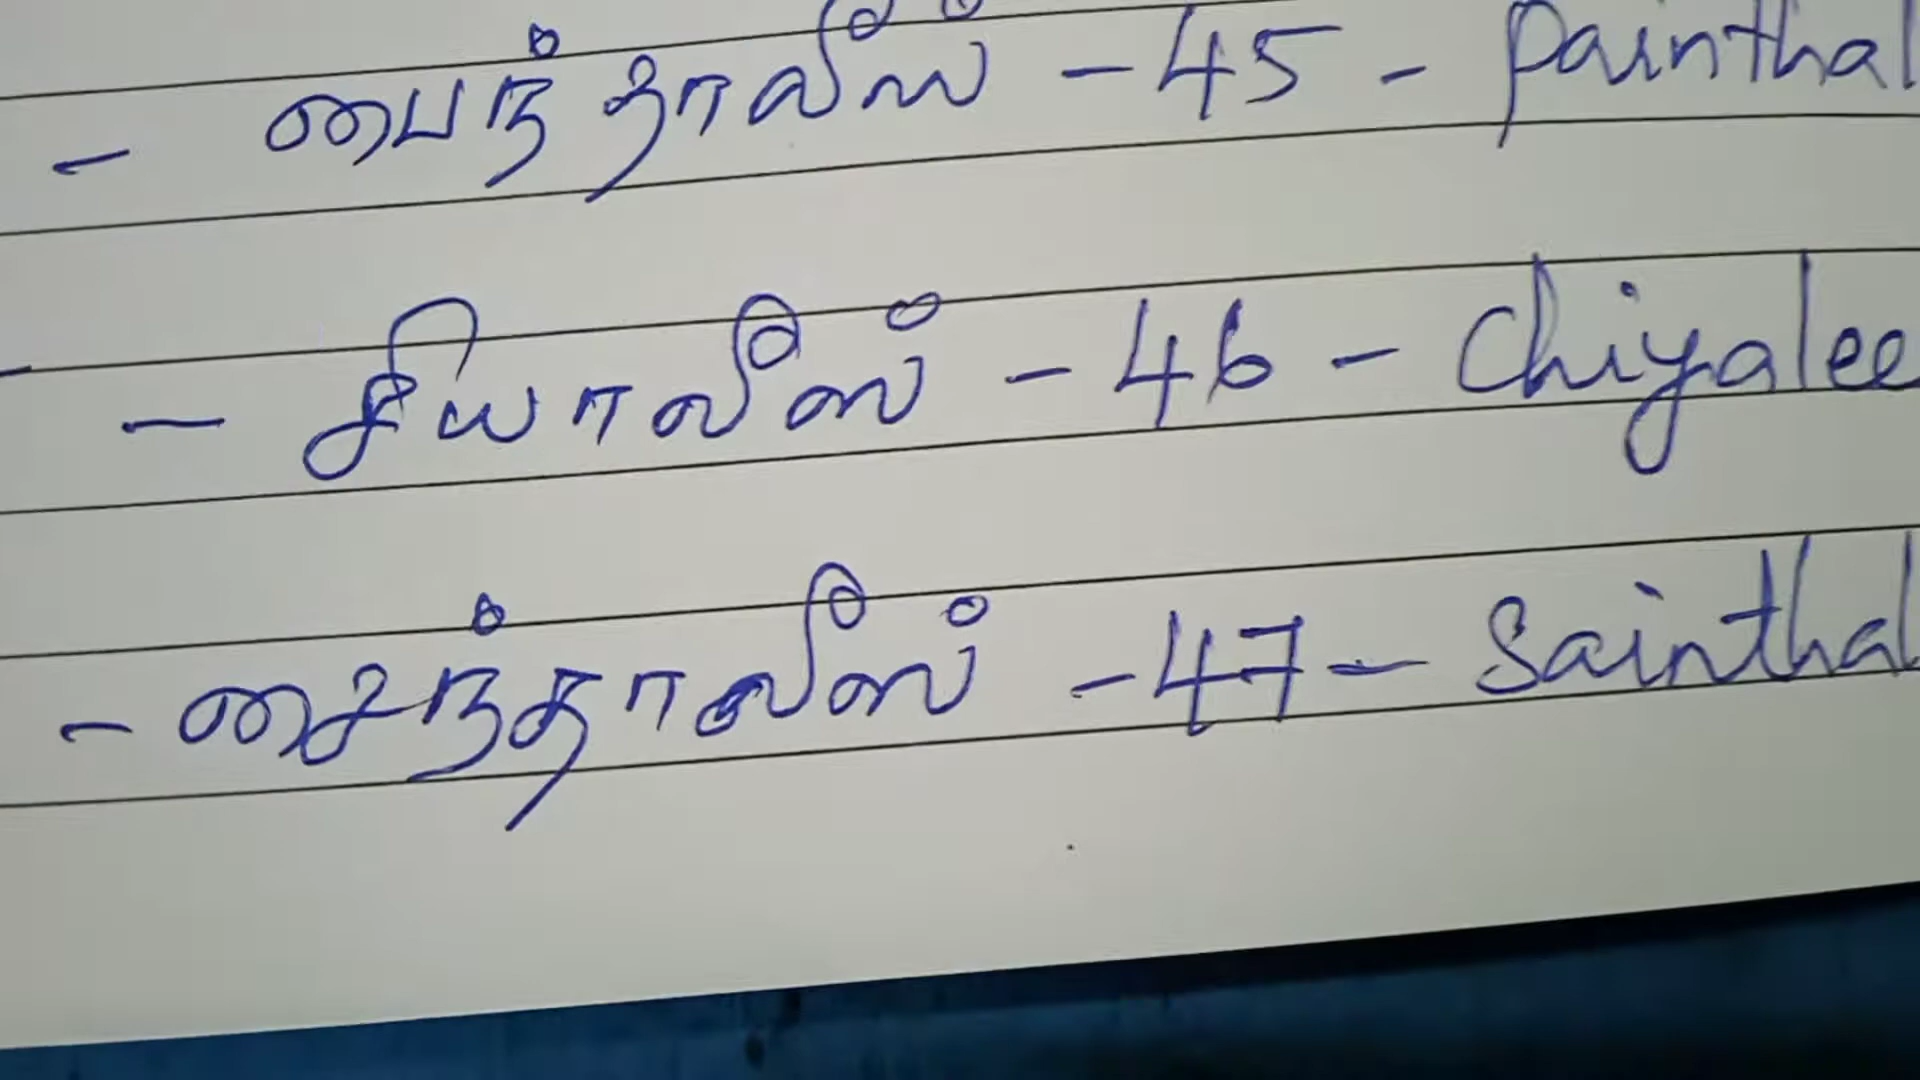 - பைந்தாலீஸ் - 45 - Painthal
- சியாலீஸ் - 46 - Chiyalee
- சைந்தாலீஸ் - 47 - Sainthal